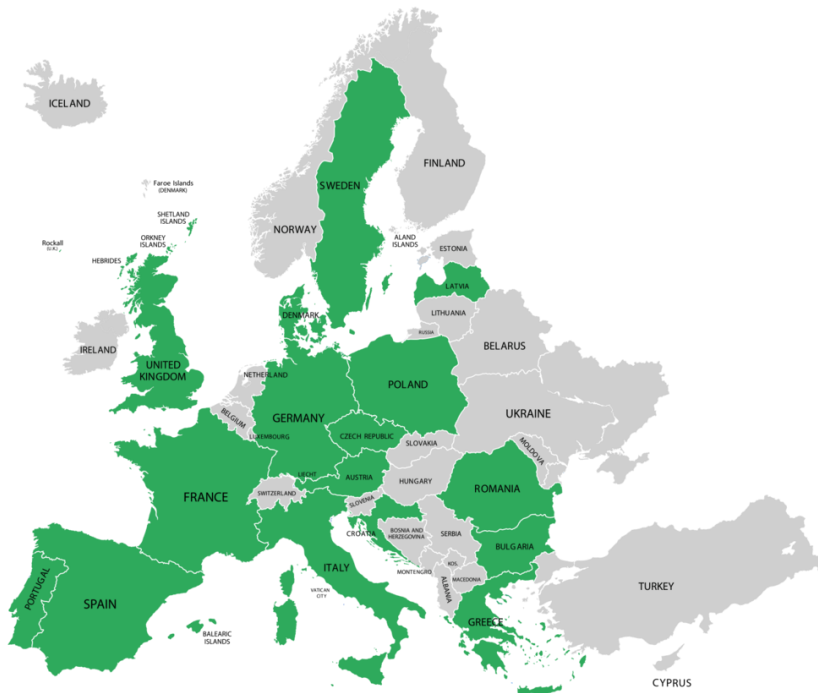 ICELAND
FINLAND
Faroe Islands
(DENMARK)
SWEDEN
SHETLAND
ISLANDS
NORWAY
ALAND
ISLANDS
ORKNEY
ISLANDS
Rockall
(U.K.)
ESTONIA
HEBRIDES
LATVIA
LITHUANIA
DENMARK
RUSSIA
IRELAND
BELARUS
UNITED
KINGDOM
NETHERLAND
POLAND
BELGIUM
GERMANY
UKRAINE
LUXEMBOURG
CZECH REPUBLIC
SLOVAKIA
MOLDOVA
LIECHT
AUSTRIA
HUNGARY
ROMANIA
FRANCE
SWITZERLAND
SLOVENIA
CROATIA
BOSNIA AND
HERZEGOVINA
SERBIA
BULGARIA
ITALY
MONTENGRO
KOS.
MACEDONIA
ALBANIA
PORTUGAL
SPAIN
VATICAN
CITY
TURKEY
GREECE
BALEARIC
ISLANDS
CYPRUS